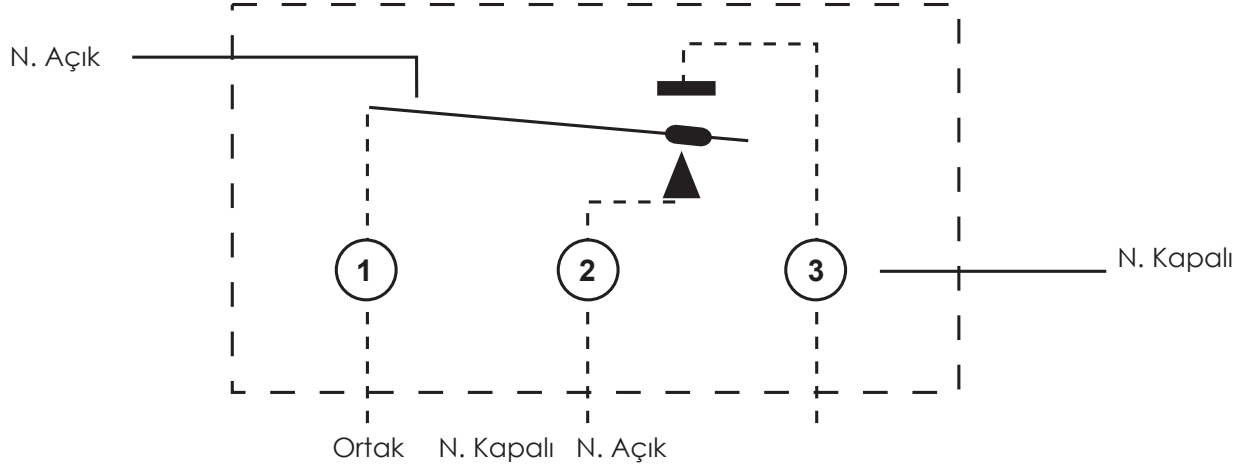 N. Açık
1 2 3
N. Kapalı
Ortak N. Kapalı N. Açık